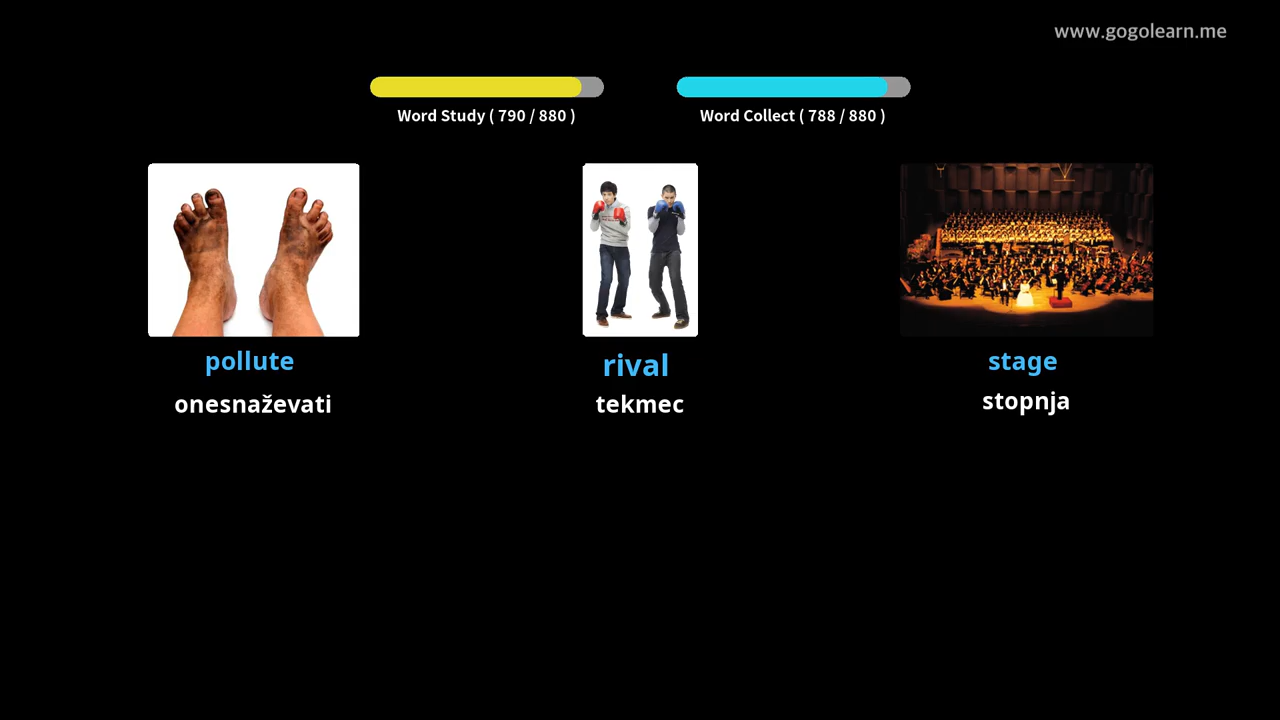 www.gogolearn.me
Word Study ( 790 / 880 )
Word Collect ( 788 / 880 )
pollute
onesnaževati
rival
tekmec
stage
stopnja